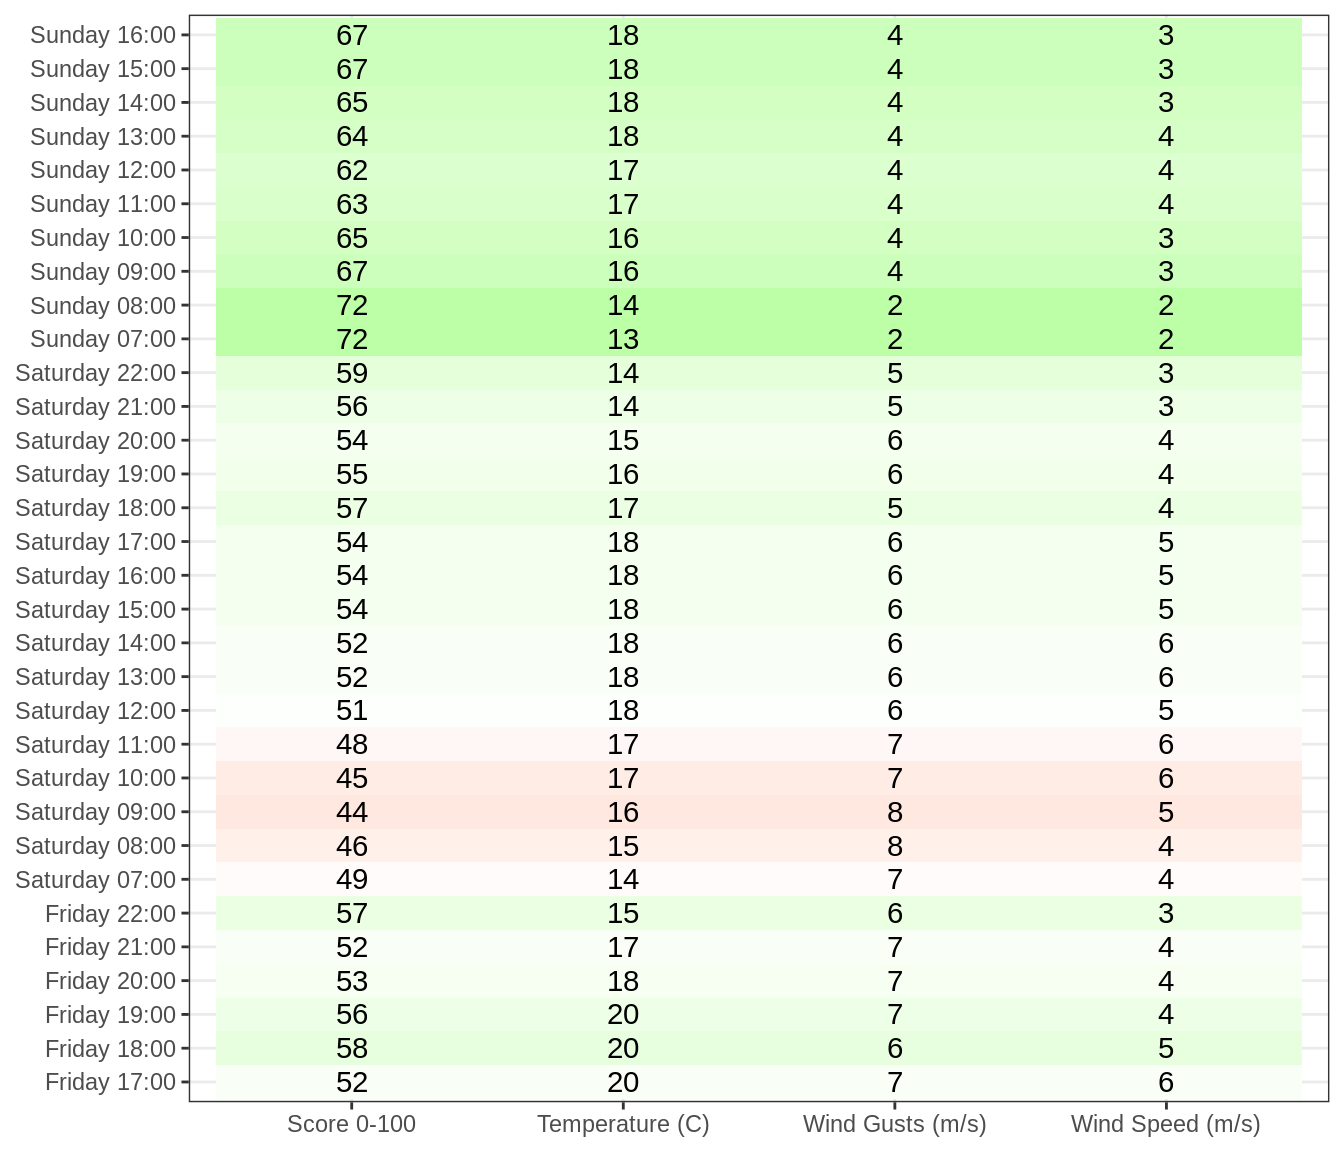 Sunday 16:00 67 18 4 3
Sunday 15:00 67 18 4 3
Sunday 14:00 65 18 4 3
Sunday 13:00 64 18 4 4
Sunday 12:00 62 17 4 4
Sunday 11:00 63 17 4 4
Sunday 10:00 65 16 4 3
Sunday 09:00 67 16 4 3
Sunday 08:00 72 14 2 2
Sunday 07:00 72 13 2 2
Saturday 22:00 59 14 5 3
Saturday 21:00 56 14 5 3
Saturday 20:00 54 15 6 4
Saturday 19:00 55 16 6 4
Saturday 18:00 57 17 5 4
Saturday 17:00 54 18 6 5
Saturday 16:00 54 18 6 5
Saturday 15:00 54 18 6 5
Saturday 14:00 52 18 6 6
Saturday 13:00 52 18 6 6
Saturday 12:00 51 18 6 5
Saturday 11:00 48 17 7 6
Saturday 10:00 45 17 7 6
Saturday 09:00 44 16 8 5
Saturday 08:00 46 15 8 4
Saturday 07:00 49 14 7 4
Friday 22:00 57 15 6 3
Friday 21:00 52 17 7 4
Friday 20:00 53 18 7 4
Friday 19:00 56 20 7 4
Friday 18:00 58 20 6 5
Friday 17:00 52 20 7 6
Score 0-100 Temperature (C) Wind Gusts (m/s) Wind Speed (m/s)